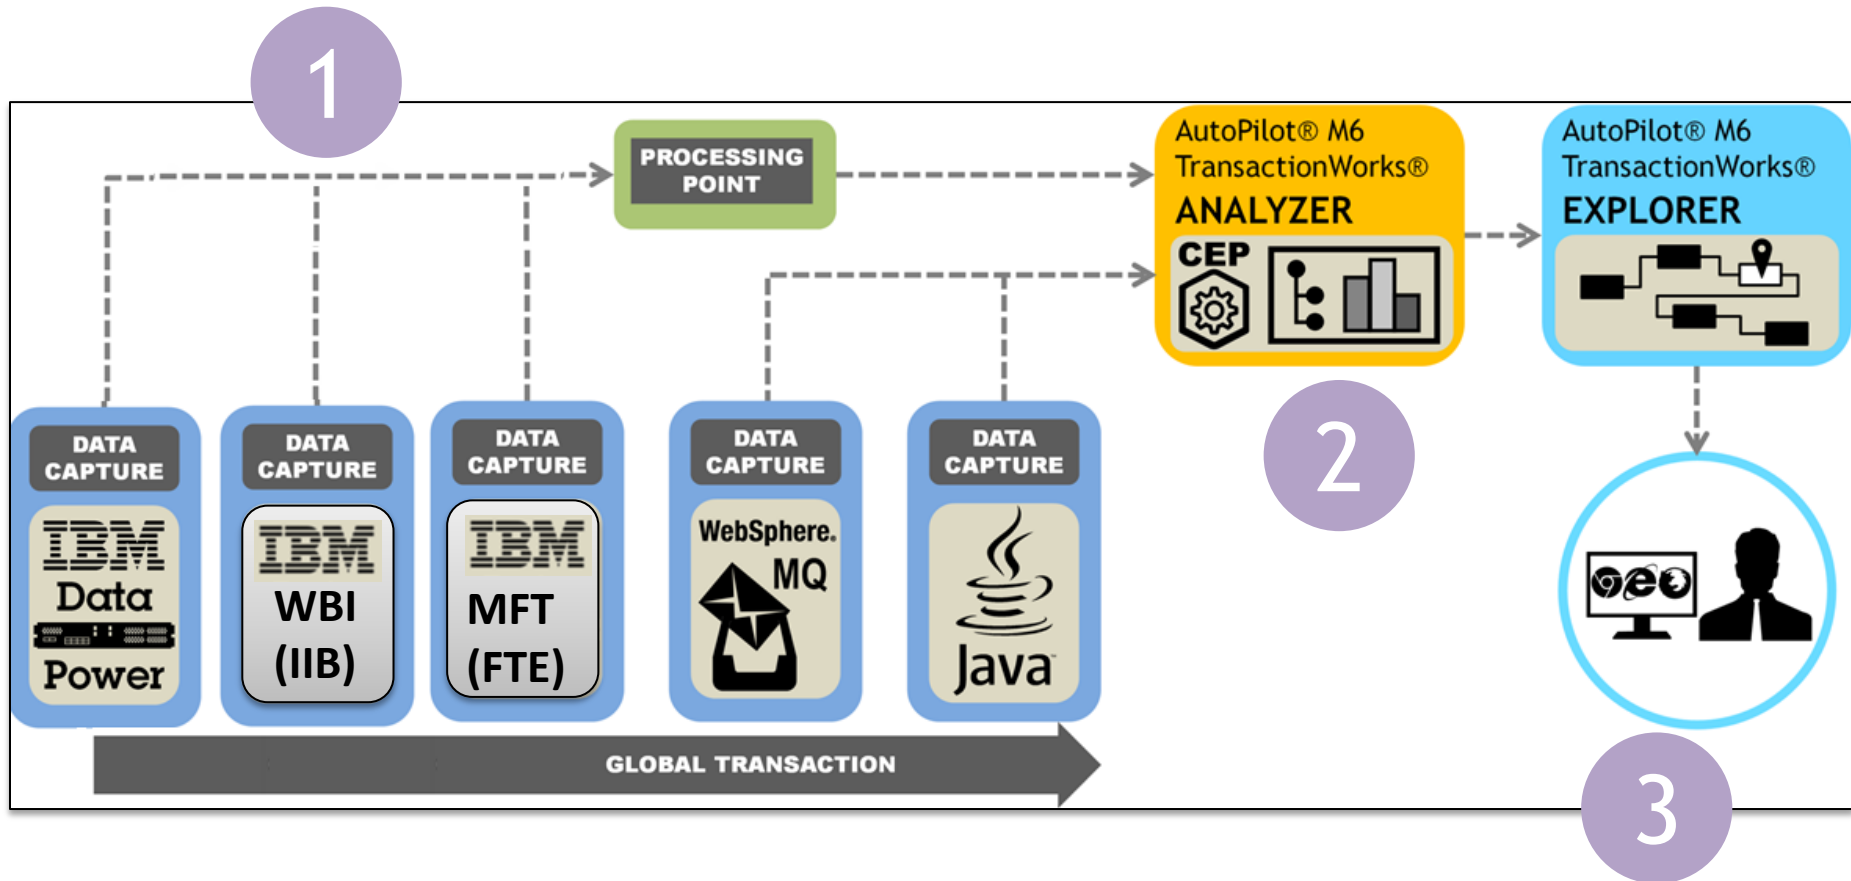 1
PROCESSING
POINT
AutoPilot® M6
TransactionWorks®
ANALYZER
CEP
AutoPilot® M6
TransactionWorks®
EXPLORER
DATA
CAPTURE
IBM
Data
Power
DATA
CAPTURE
IBM
WBI
(IIB)
DATA
CAPTURE
IBM
MFT
(FTE)
DATA
CAPTURE
WebSphere.
MQ
DATA
CAPTURE
Java™
2
GLOBAL TRANSACTION
3